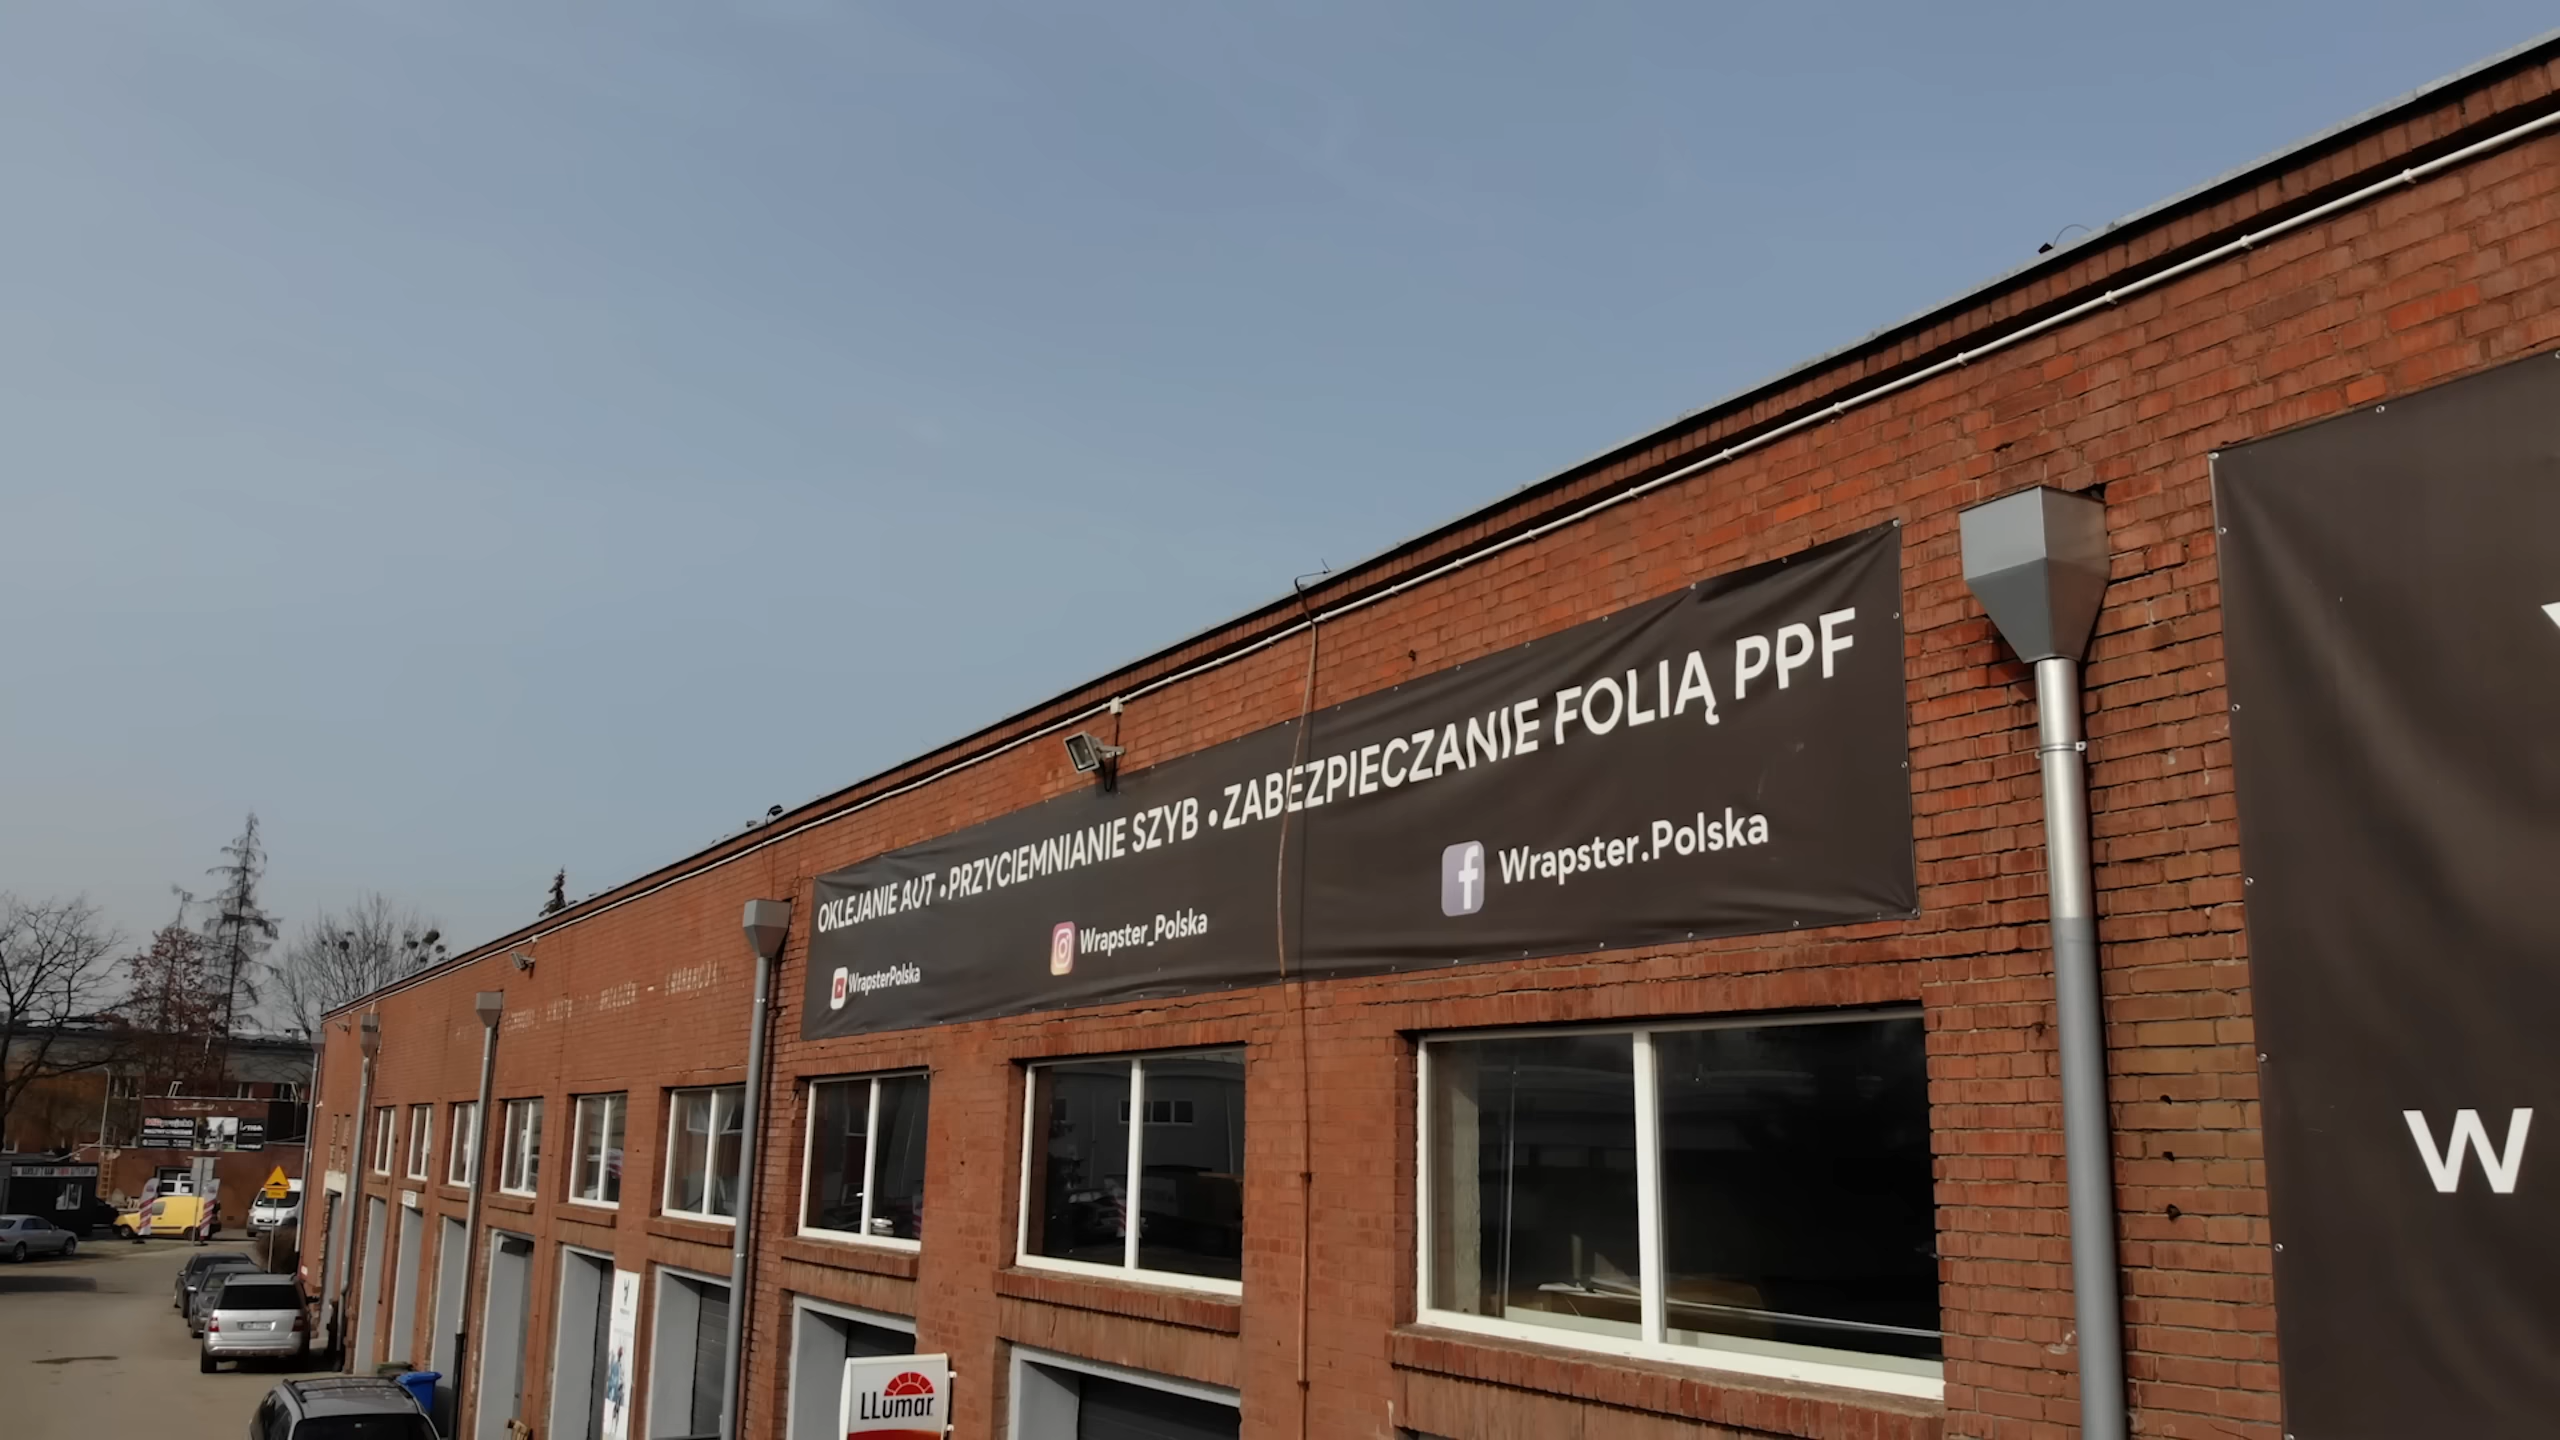 OKLEJANIE AUT • PRZYCIEMNIANIE SZYB • ZABEZPIECZANIE FOLIĄ PPF
WrapsterPolska
Wrapster_Polska
Wrapster.Polska
W
LLumar